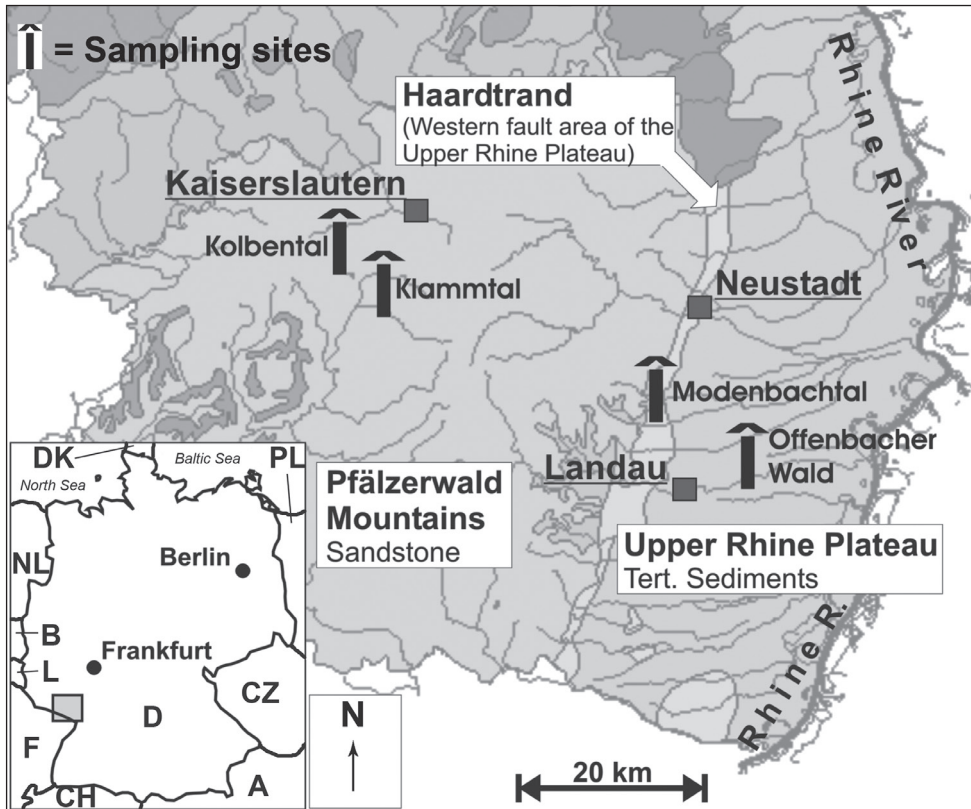 = Sampling sites
Haardtrand
(Western fault area of the
Upper Rhine Plateau)
Rhine River
Kaiserslautern
Kolbental
Klammtal
Neustadt
Modenbachtal
Offenbacher
Wald
Landau
Pfälzerwald
Mountains
Sandstone
Upper Rhine Plateau
Tert. Sediments
Rhine R.
DK
Baltic Sea
PL
North Sea
NL
Berlin
B
Frankfurt
L
CZ
D
F
A
CH
N
20 km